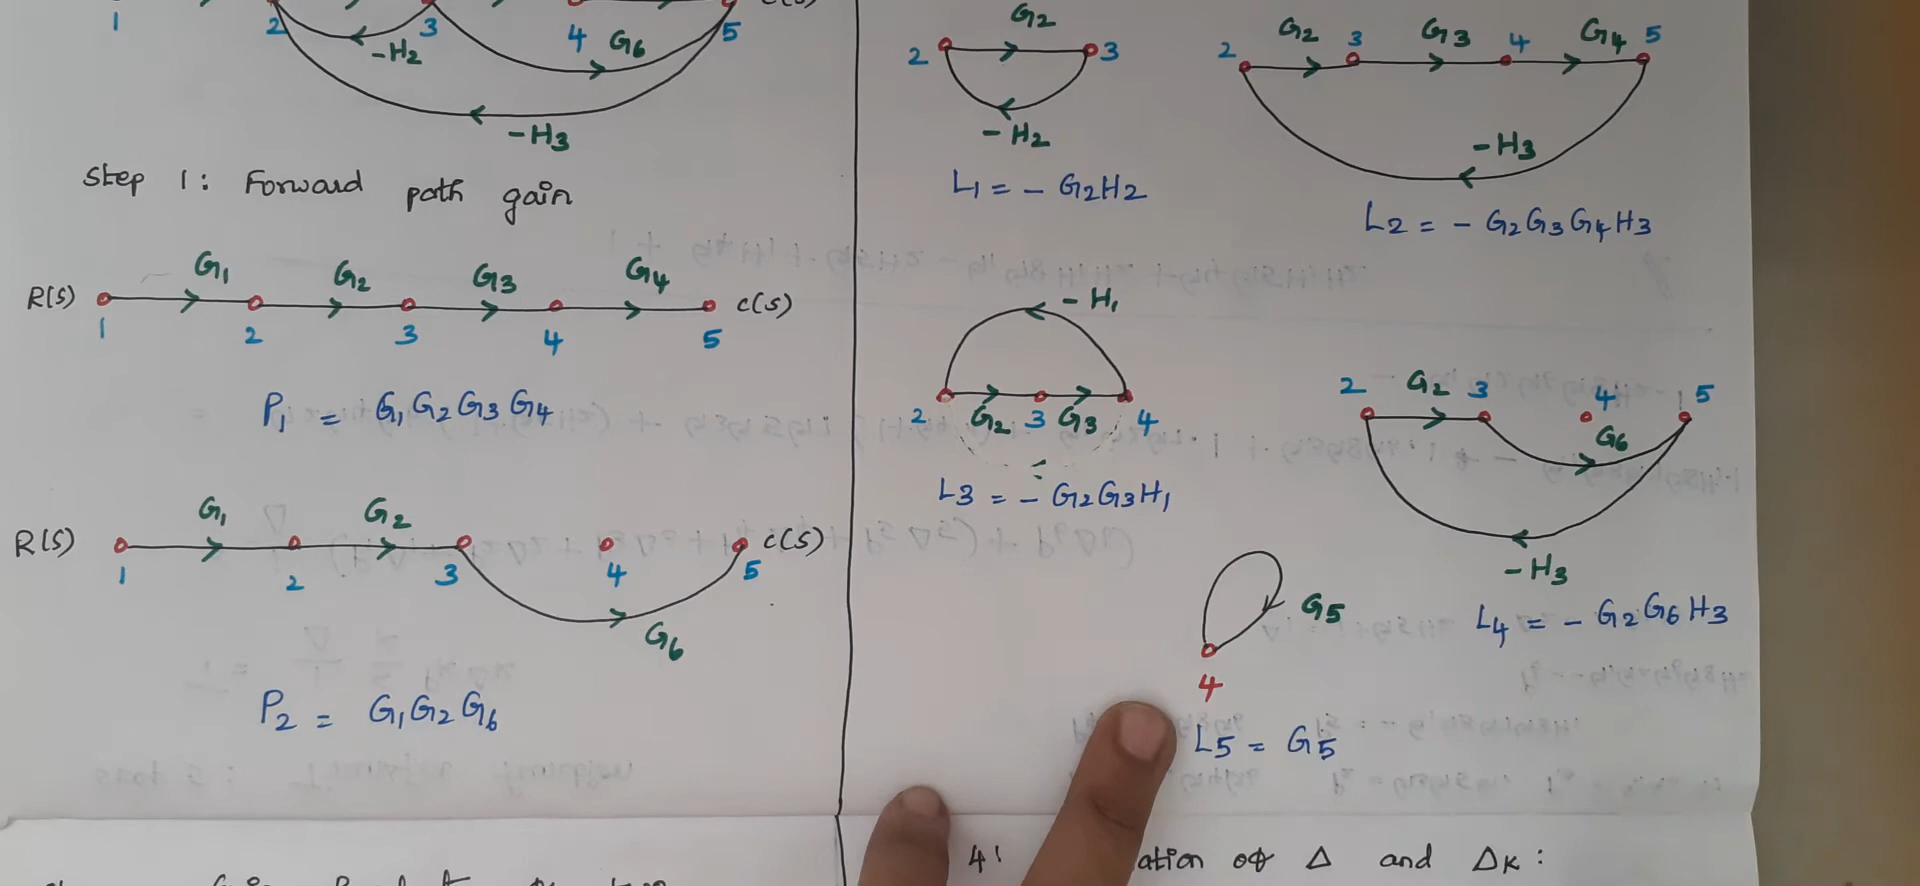 1 2 3 4 5
-H2 G6
-H3
Step 1: Forward path gain
G1 G2 G3 G4
R(s) C(s)
1 2 3 4 5
P1 = G1G2G3G4
G1 G2
R(s) C(s)
1 2 3 4 5
G6
P2 = G1G2G6
G2
2 3
-H2
L1 = - G2H2
G2 3 G3 4 G4 5
2
-H3
L2 = - G2G3G4H3
-H1
2 G2 3 G3 4
L3 = - G2G3H1
2 G2 3 4 5
G6
-H3
L4 = - G2G6H3
G5
4
L5 = G5
of Δ and ΔK: